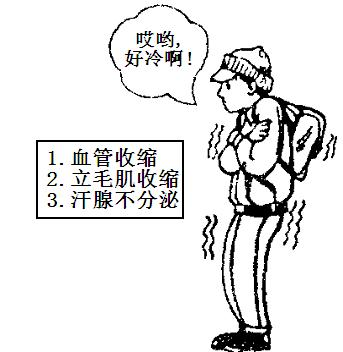 哎哟,
好冷啊!
1.血管收缩
2.立毛肌收缩
3.汗腺不分泌